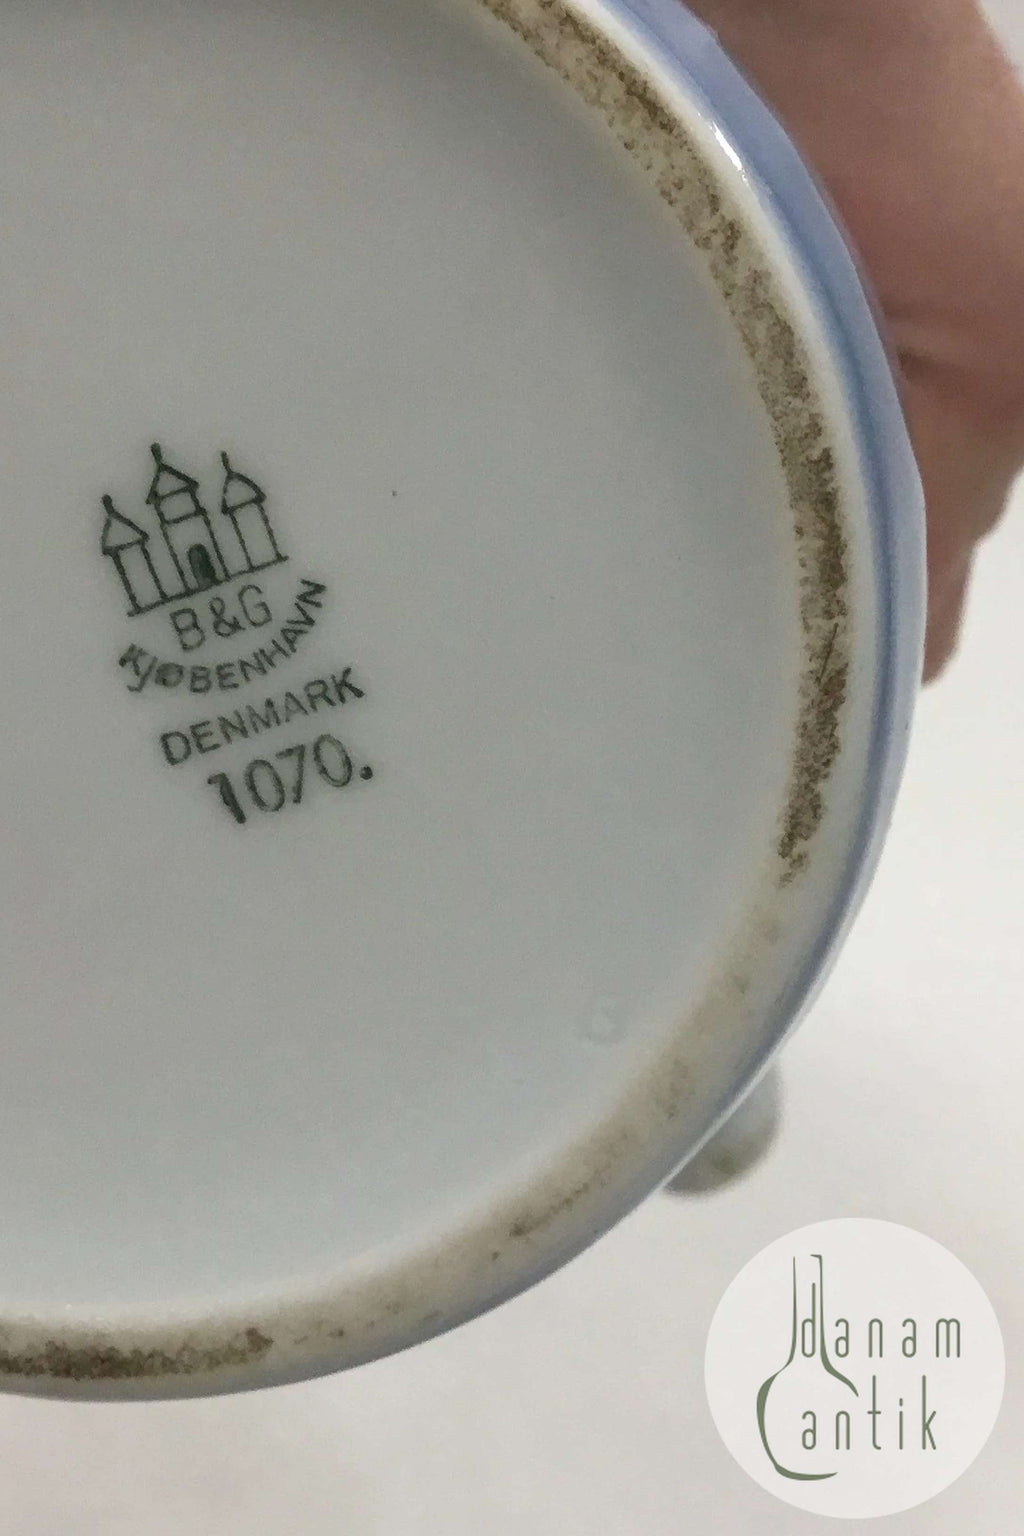 B&G
KJØBENHAVN
DENMARK
1070.
danam
antik